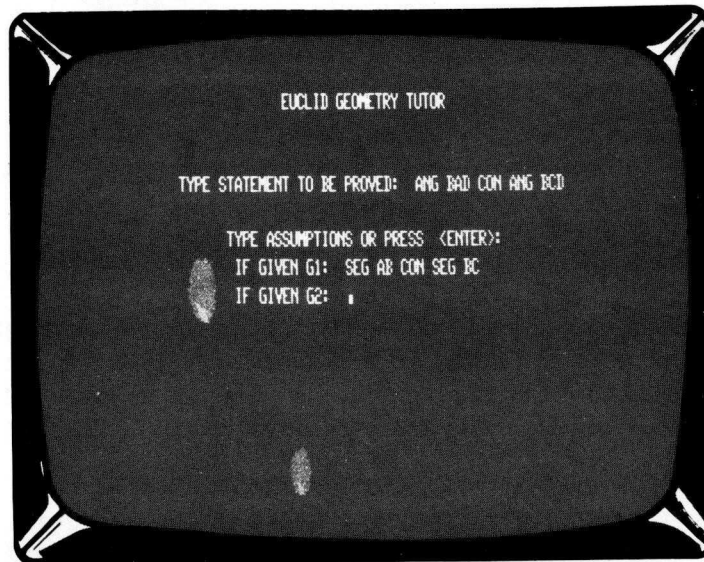 EUCLID GEOMETRY TUTOR
TYPE STATEMENT TO BE PROVED: ANG BAD CON ANG BCD
TYPE ASSUMPTIONS OR PRESS <ENTER>:
IF GIVEN G1: SEG AB CON SEG BC
IF GIVEN G2: